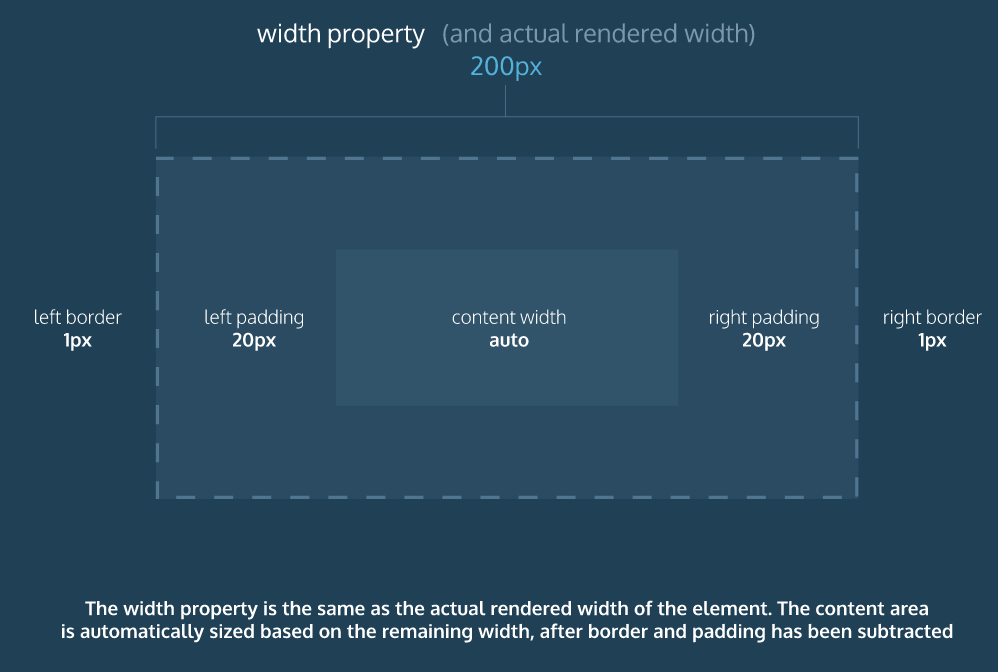 width property (and actual rendered width)
200px
left border
1px
left padding
20px
content width
auto
right padding
20px
right border
1px
The width property is the same as the actual rendered width of the element. The content area
is automatically sized based on the remaining width, after border and padding has been subtracted